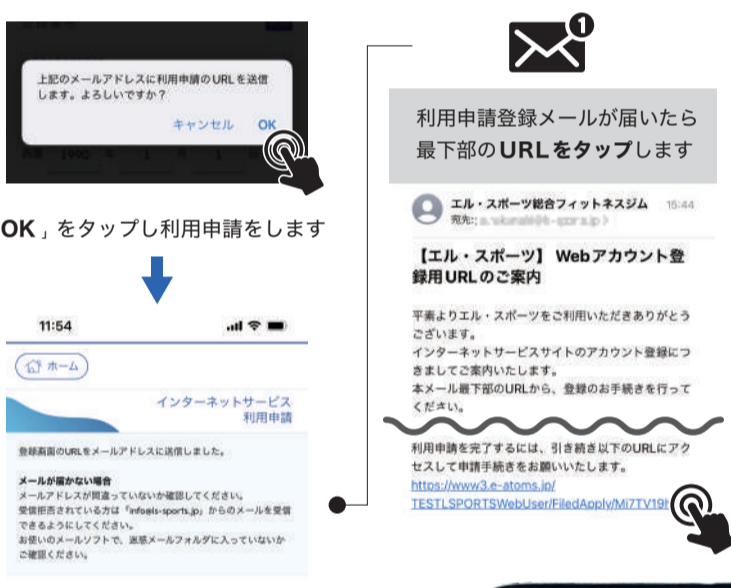 上記のメールアドレスに利用申請のURLを送信
します。よろしいですか？
キャンセル OK
1990 年 1 月 1
OK」をタップし利用申請をします
11:54
ホーム
インターネットサービス
利用申請
登録画面のURLをメールアドレスに送信しました。
メールが届かない場合
メールアドレスが間違っていないか確認してください。
受信拒否されている方は「info@ls-sports.jp」からのメールを受信
できるようにしてください。
お使いのメールソフトで、迷惑メールフォルダに入っていないか
ご確認ください。
1
利用申請登録メールが届いたら
最下部のURLをタップします
エル・スポーツ総合フィットネスジム 15:44
宛先:
【エル・スポーツ】 Webアカウント登
録用URLのご案内
平素よりエル・スポーツをご利用いただきありがとう
ございます。
インターネットサービスサイトのアカウント登録につ
きましてご案内いたします。
本メール最下部のURLから、登録のお手続きを行って
ください。
利用申請を完了するには、引き続き以下のURLにアク
セスして申請手続きをお願いいたします。
https://www3.e-atoms.jp/
TESTLSPORTSWebUser/FiledApply/Mi7TV19